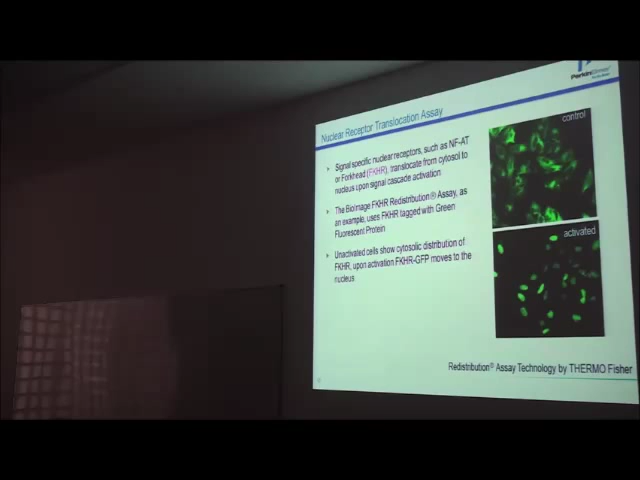 PerkinElmer
Nuclear Receptor Translocation Assay
control
Signal specific nuclear receptors, such as NF-AT
or Forkhead (FKHR), translocate from cytosol to
nucleus upon signal cascade activation
The BioImage FKHR Redistribution® Assay, as
an example, uses FKHR tagged with Green
Fluorescent Protein
activated
Unactivated cells show cytosolic distribution of
FKHR, upon activation FKHR-GFP moves to the
nucleus
Redistribution® Assay Technology by THERMO Fisher